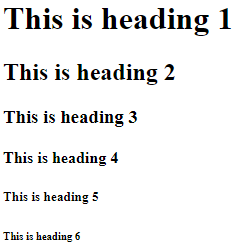 This is heading 1
This is heading 2
This is heading 3
This is heading 4
This is heading 5
This is heading 6